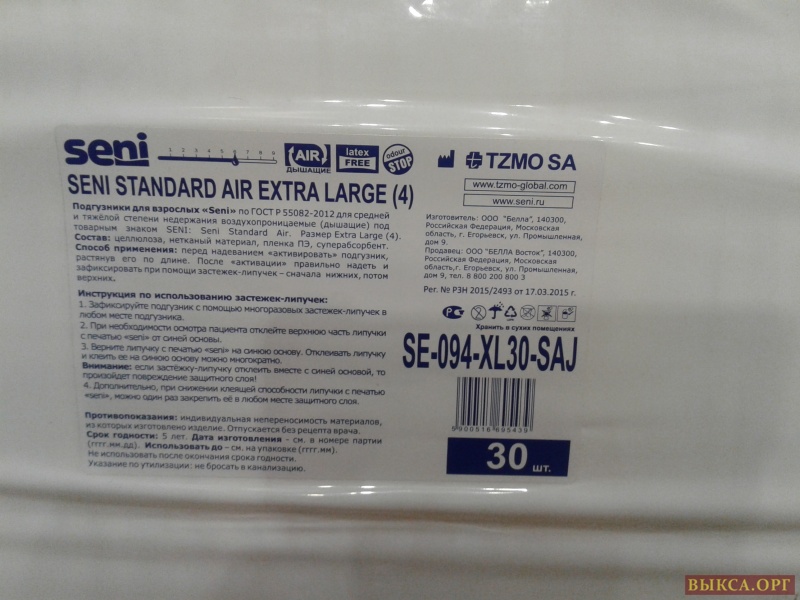 seni
1 2 3 4 5 6 7 8 9
AIR
ДЫШАЩИЕ
latex
FREE
odour
STOP
TZMO SA
SENI STANDARD AIR EXTRA LARGE (4)
Подгузники для взрослых «Seni» по ГОСТ Р 55082-2012 для средней
и тяжёлой степени недержания воздухопроницаемые (дышащие) под
товарным знаком SENI: Seni Standard Air. Размер Extra Large (4).
Состав: целлюлоза, нетканый материал, пленка ПЭ, суперабсорбент.
Способ применения: перед надеванием «активировать» подгузник,
растянув его по длине. После «активации» правильно надеть и
зафиксировать при помощи застежек-липучек – сначала нижних, потом
верхних.
Инструкция по использованию застежек-липучек:
1. Зафиксируйте подгузник с помощью многоразовых застежек-липучек в
любом месте подгузника.
2. При необходимости осмотра пациента отклейте верхнюю часть липучки
с печатью «seni» от синей основы.
3. Верните липучку с печатью «seni» на синюю основу. Отклеивать липучку
и клеить ее на синюю основу можно многократно.
Внимание: если застёжку-липучку отклеить вместе с синей основой, то
произойдет повреждение защитного слоя!
4. Дополнительно, при снижении клеящей способности липучки с печатью
«seni», можно один раз закрепить её в любом месте защитного слоя.
Противопоказания: индивидуальная непереносимость материалов,
из которых изготовлено изделие. Отпускается без рецепта врача.
Срок годности: 5 лет. Дата изготовления – см. в номере партии
(гггг.мм.дд). Использовать до – см. на упаковке (гггг.мм).
Не использовать после окончания срока годности.
Указание по утилизации: не бросать в канализацию.
www.tzmo-global.com
www.seni.ru
Изготовитель: ООО "Белла", 140300,
Российская Федерация, Московская
область, г. Егорьевск, ул. Промышленная,
дом 9.
Продавец: ООО "БЕЛЛА Восток", 140300,
Российская Федерация, Московская
область,г. Егорьевск, ул. Промышленная,
дом 9, тел. 8 800 200 800 3
Рег. № РЗН 2015/2493 от 17.03.2015 г.
Хранить в сухих помещениях
SE-094-XL30-SAJ
5900516695439
30 шт.
ВЫКСА.ОРГ